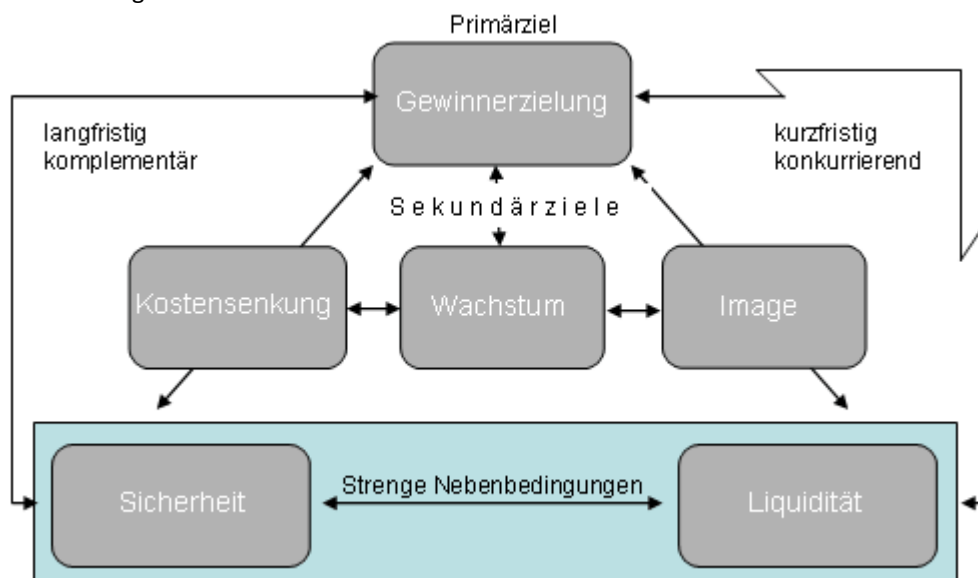 Primärziel
Gewinnerzielung
langfristig
komplementär
kurzfristig
konkurrierend
Sekundärziele
Kostensenkung
Wachstum
Image
Sicherheit
Strenge Nebenbedingungen
Liquidität